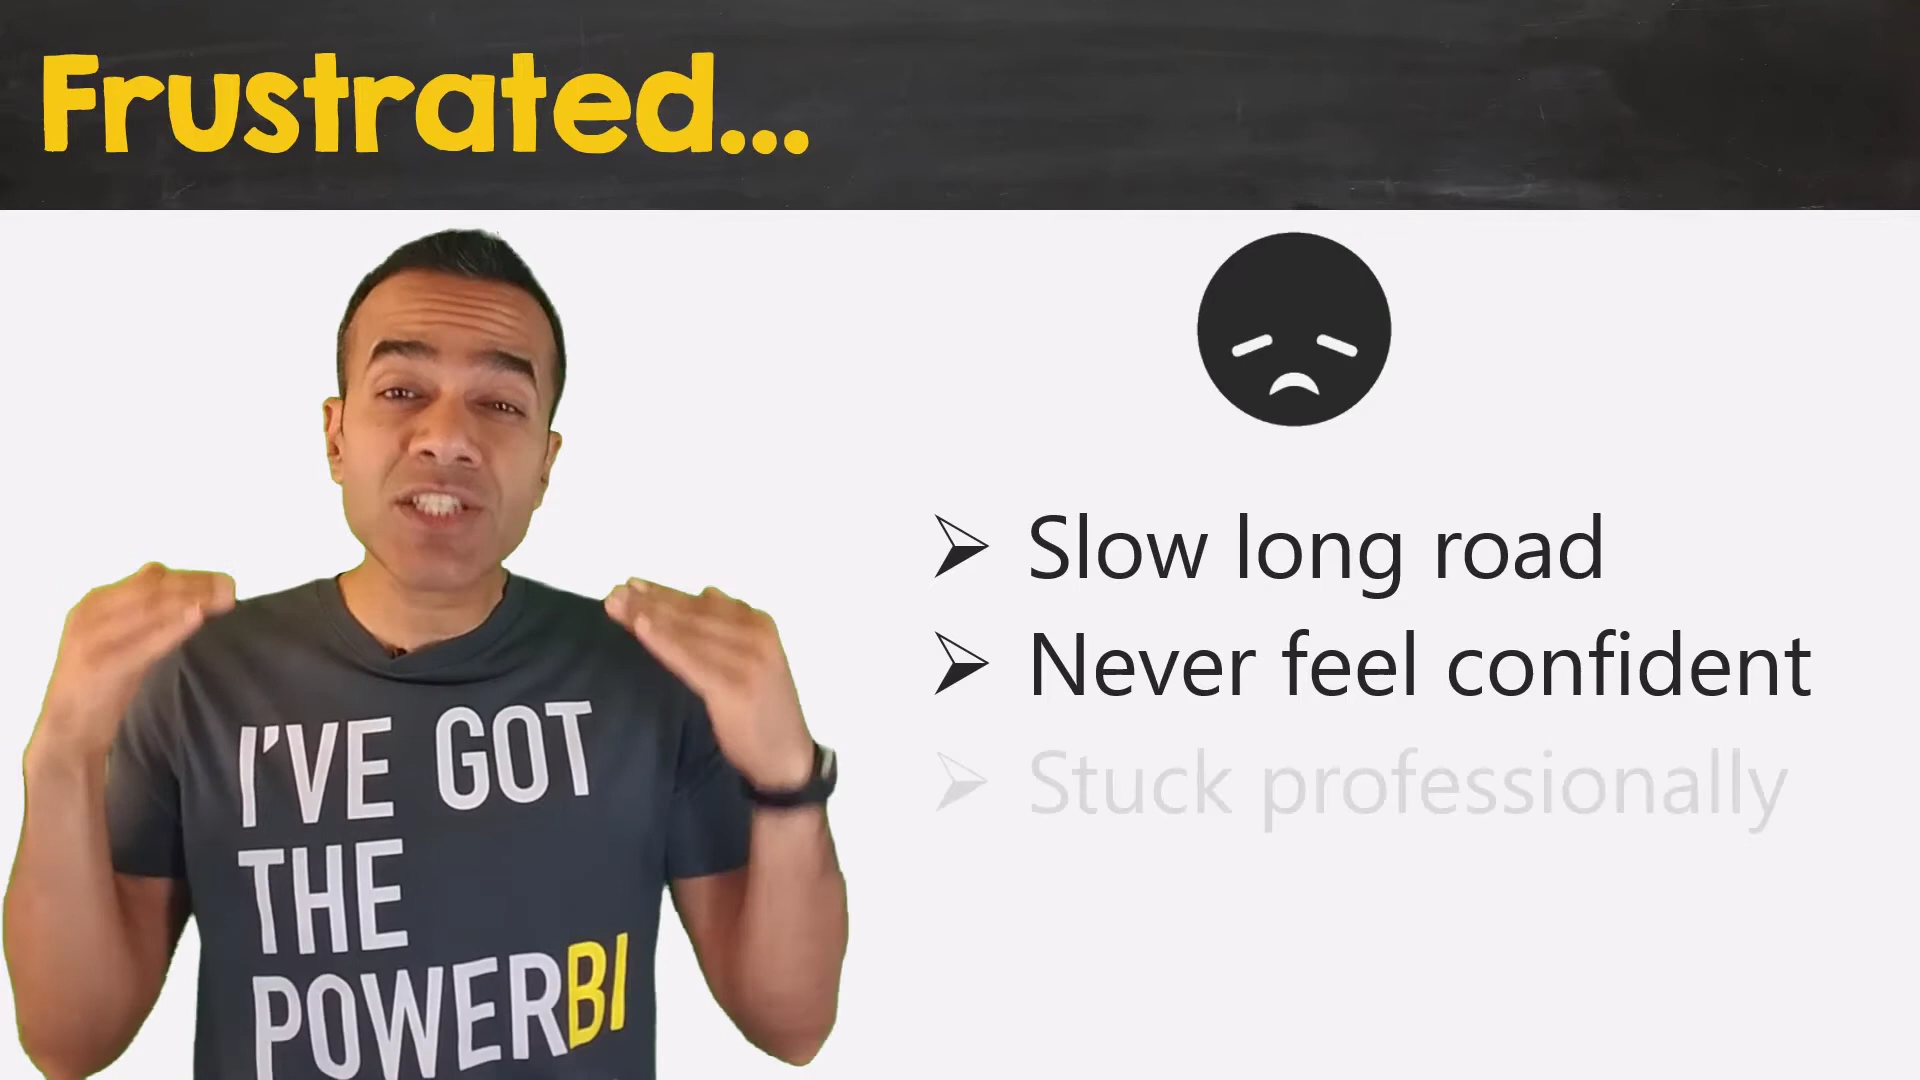 Frustrated...
Slow long road
Never feel confident
Stuck professionally
I'VE GOT
THE
POWERBI